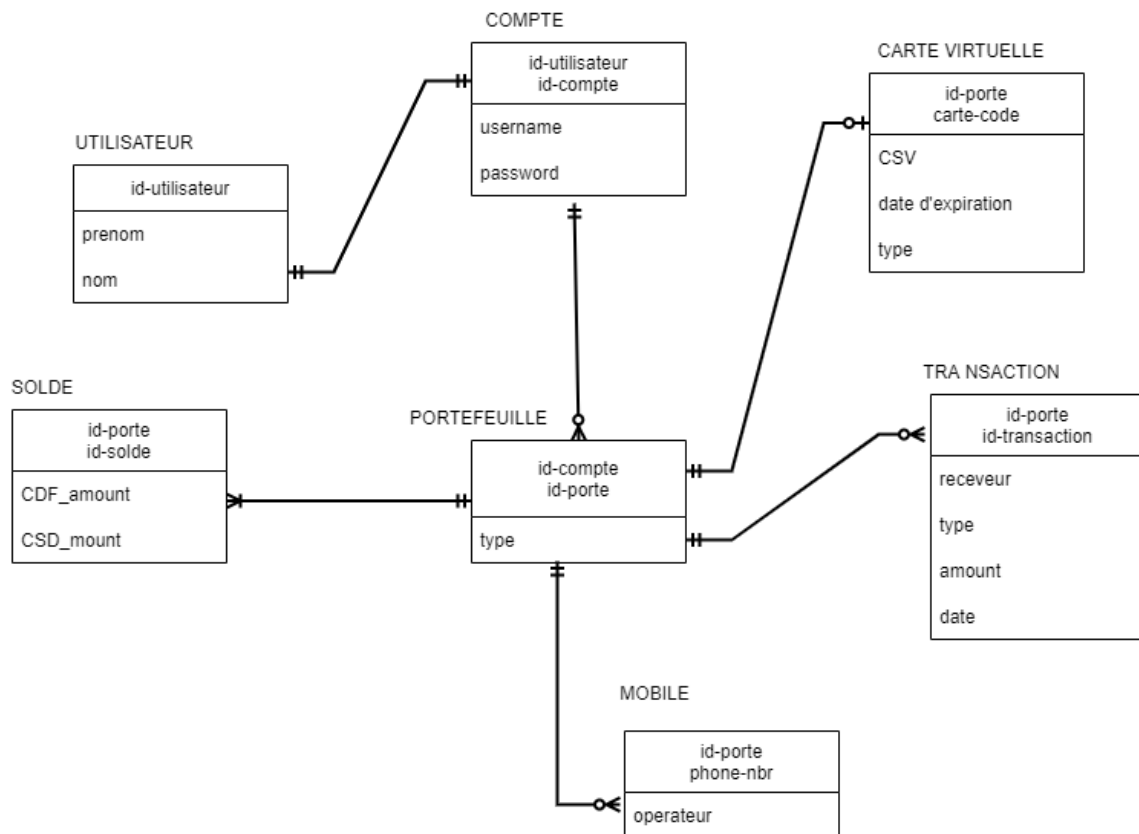 COMPTE
id-utilisateur
id-compte
username
password
CARTE VIRTUELLE
id-porte
carte-code
CSV
date d'expiration
type
UTILISATEUR
id-utilisateur
prenom
nom
SOLDE
id-porte
id-solde
CDF_amount
CSD_mount
PORTEFEUILLE
id-compte
id-porte
type
TRA NSACTION
id-porte
id-transaction
receveur
type
amount
date
MOBILE
id-porte
phone-nbr
operateur